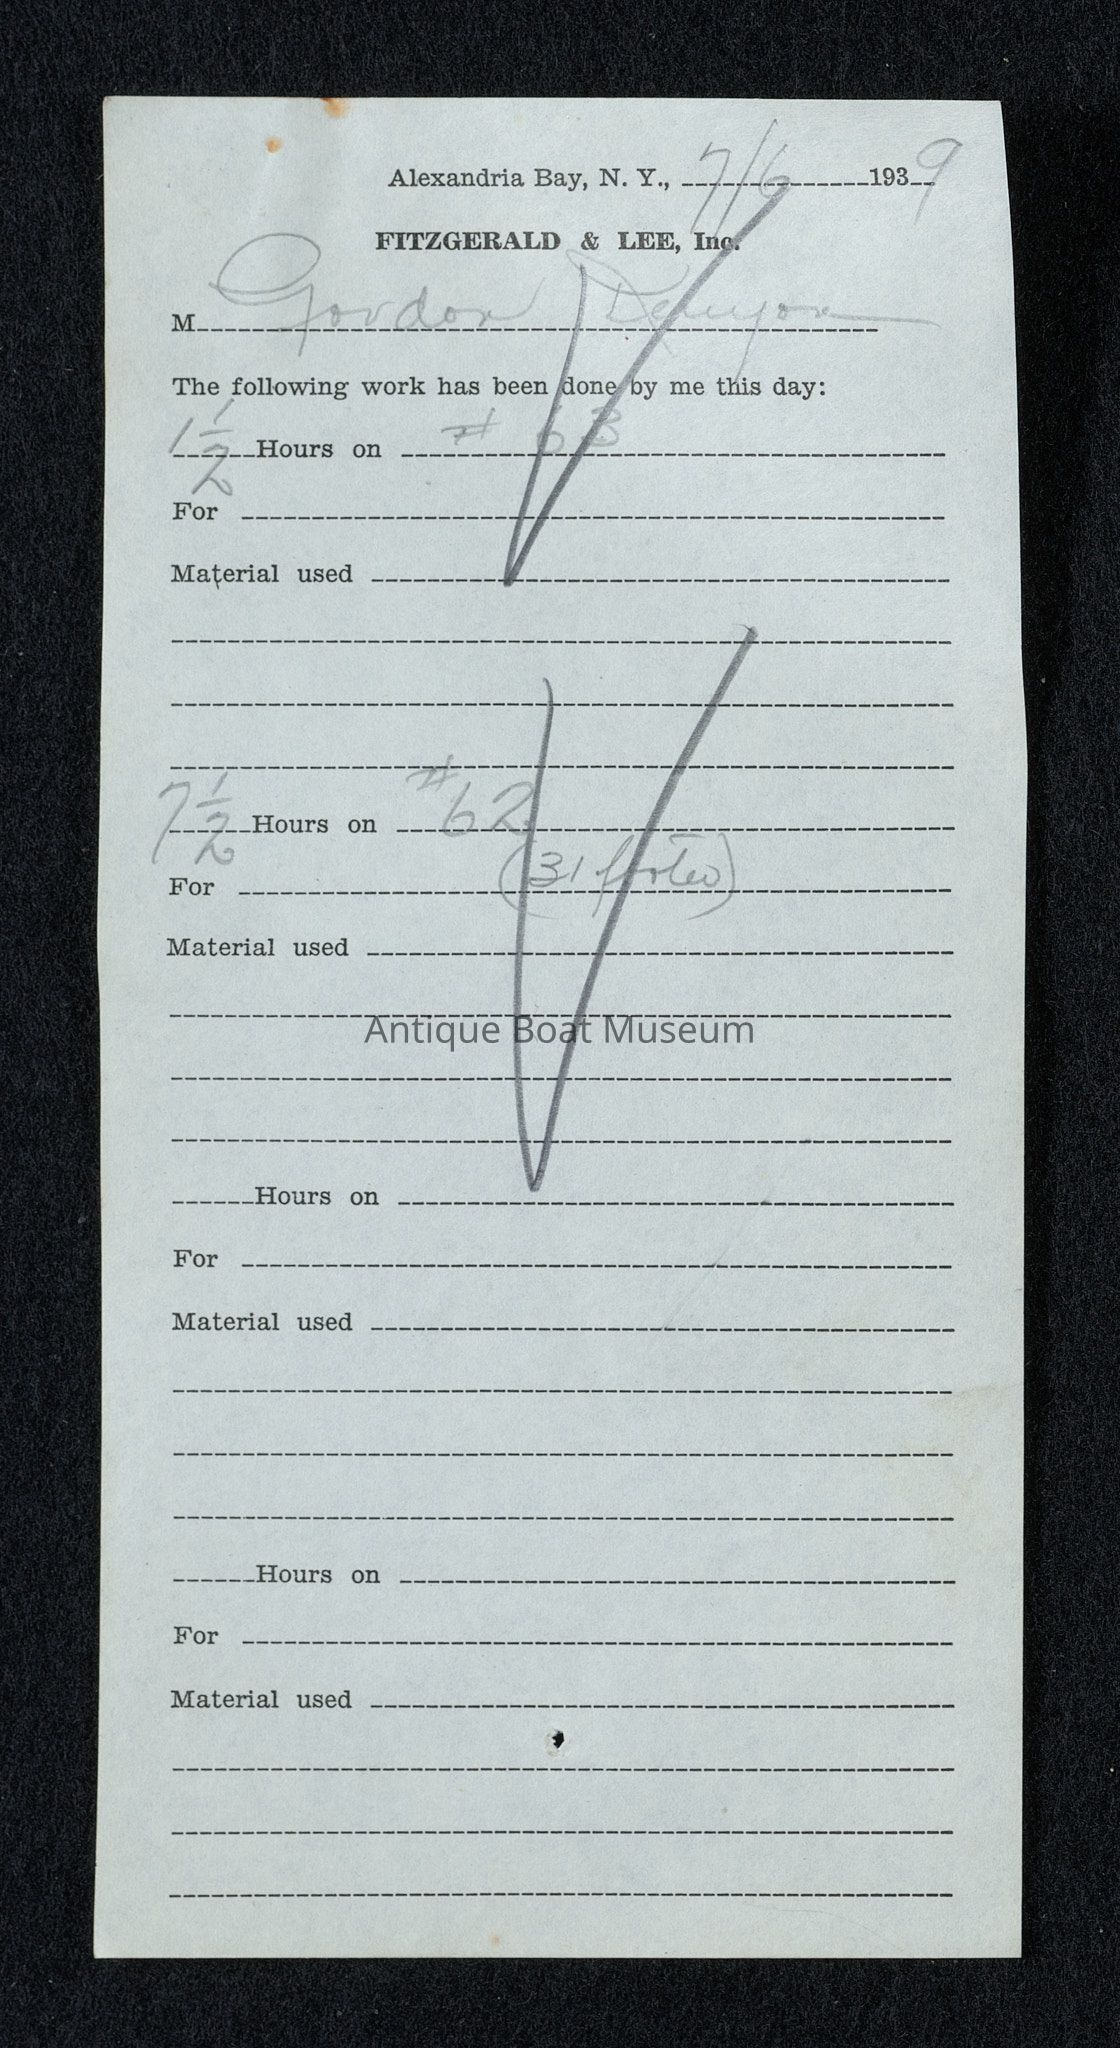 Alexandria Bay, N. Y., 7/6 1939
FITZGERALD & LEE, Inc.
M Gordon Denyon
The following work has been done by me this day:
1 1/2 Hours on # 63
For
Material used
7 1/2 Hours on #62
For (31 footer)
Material used
Antique Boat Museum
Hours on
For
Material used
Hours on
For
Material used